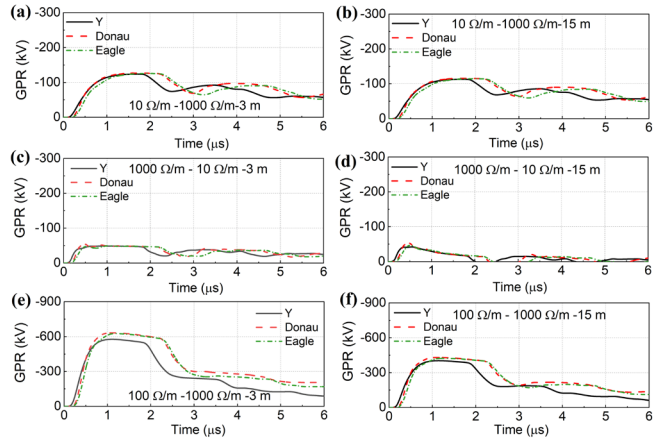 (a)
-300
-200
-100
0
GPR (kV)
Y
Donau
Eagle
10 Ω/m -1000 Ω/m-3 m
0 1 2 3 4 5 6
Time (μs)
(b)
-300
-200
-100
0
GPR (kV)
Y
Donau
Eagle
10 Ω/m -1000 Ω/m-15 m
0 1 2 3 4 5 6
Time (μs)
(c)
-300
-200
-100
0
GPR (kV)
Y
Donau
Eagle
1000 Ω/m - 10 Ω/m -3 m
0 1 2 3 4 5 6
Time (μs)
(d)
-300
-200
-100
0
GPR (kV)
Y
Donau
Eagle
1000 Ω/m - 10 Ω/m -15 m
0 1 2 3 4 5 6
Time (μs)
(e)
-900
-600
-300
0
GPR (kV)
Y
Donau
Eagle
100 Ω/m -1000 Ω/m -3 m
0 1 2 3 4 5 6
Time (μs)
(f)
-900
-600
-300
0
GPR (kV)
Y
Donau
Eagle
100 Ω/m - 1000 Ω/m -15 m
0 1 2 3 4 5 6
Time (μs)